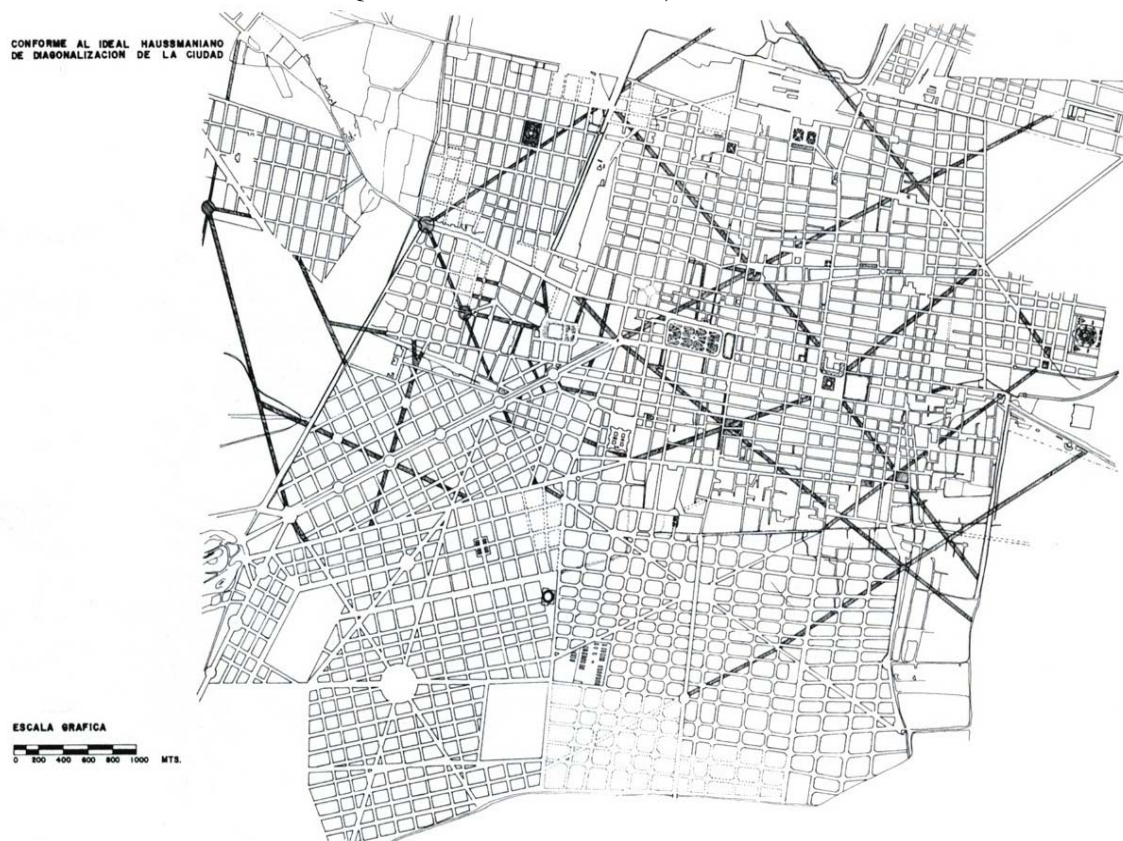 CONFORME AL IDEAL HAUSSMANIANO
DE DIAGONALIZACION DE LA CIUDAD
ESCALA GRAFICA
0 200 400 600 800 1000 MTS.